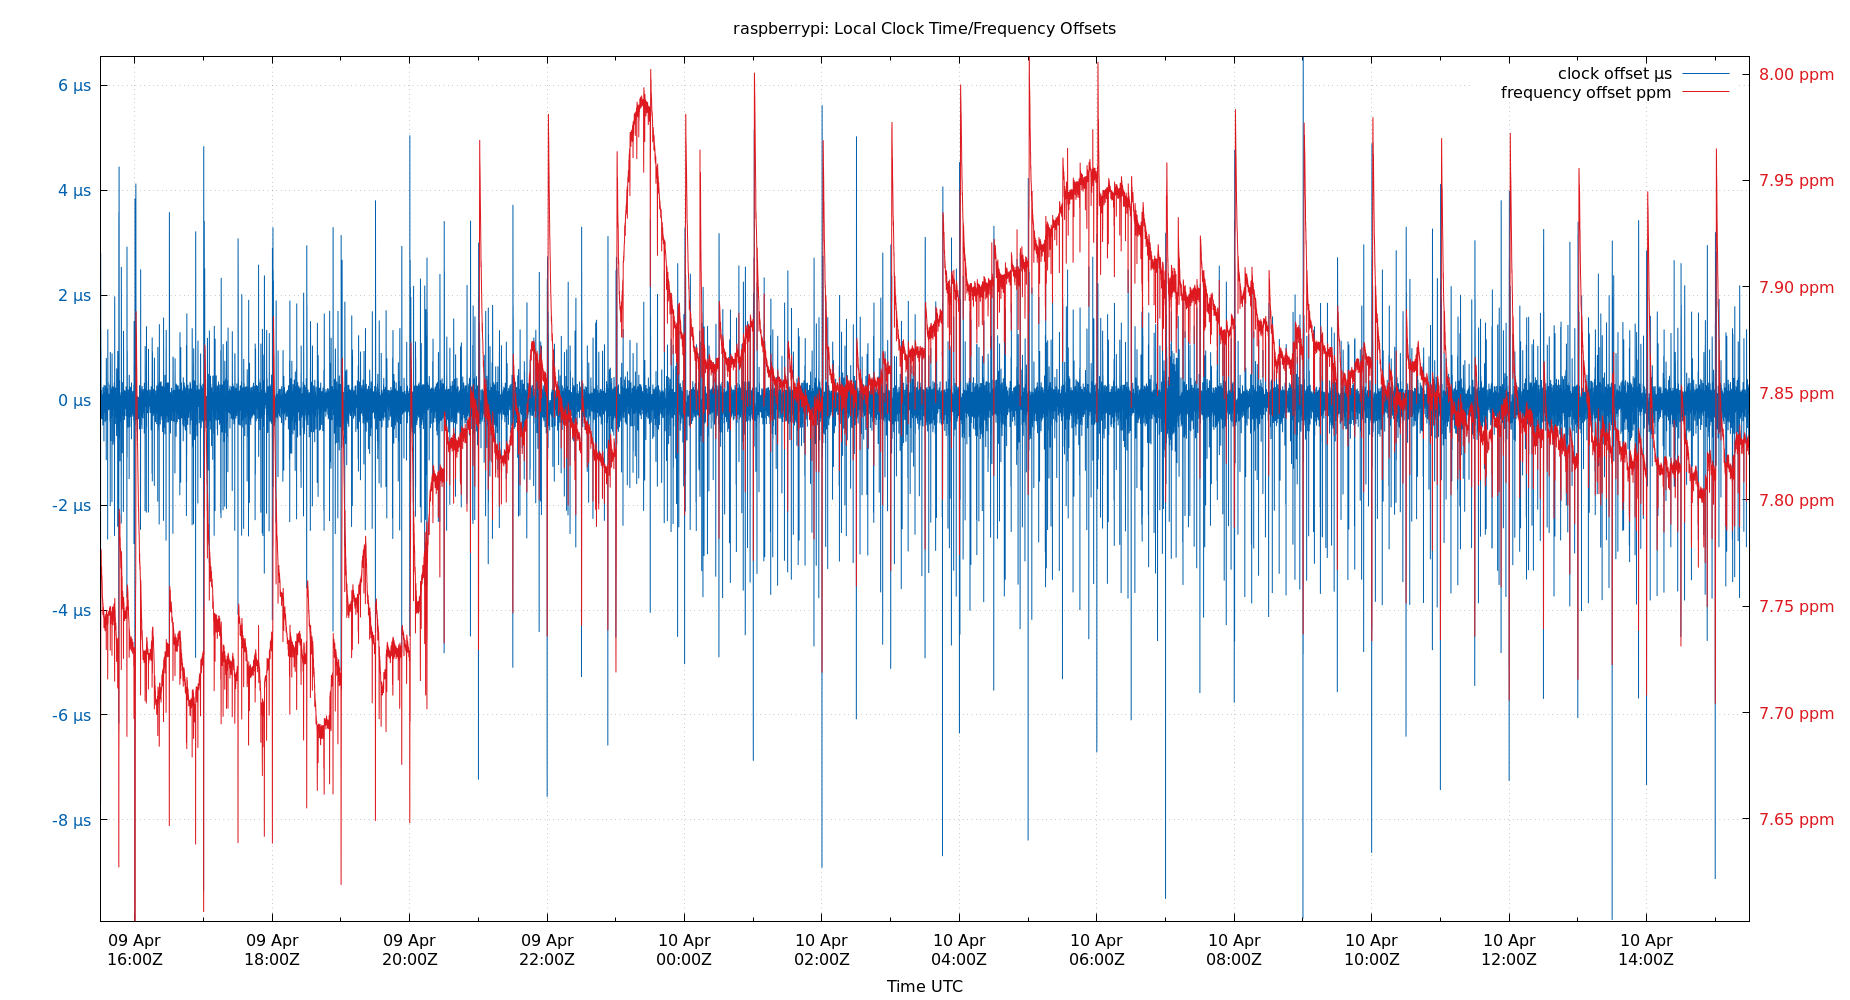 raspberrypi: Local Clock Time/Frequency Offsets
clock offset µs
frequency offset ppm
6 µs
4 µs
2 µs
0 µs
-2 µs
-4 µs
-6 µs
-8 µs
8.00 ppm
7.95 ppm
7.90 ppm
7.85 ppm
7.80 ppm
7.75 ppm
7.70 ppm
7.65 ppm
09 Apr 09 Apr 09 Apr 09 Apr 10 Apr 10 Apr 10 Apr 10 Apr 10 Apr 10 Apr 10 Apr 10 Apr
16:00Z 18:00Z 20:00Z 22:00Z 00:00Z 02:00Z 04:00Z 06:00Z 08:00Z 10:00Z 12:00Z 14:00Z
Time UTC